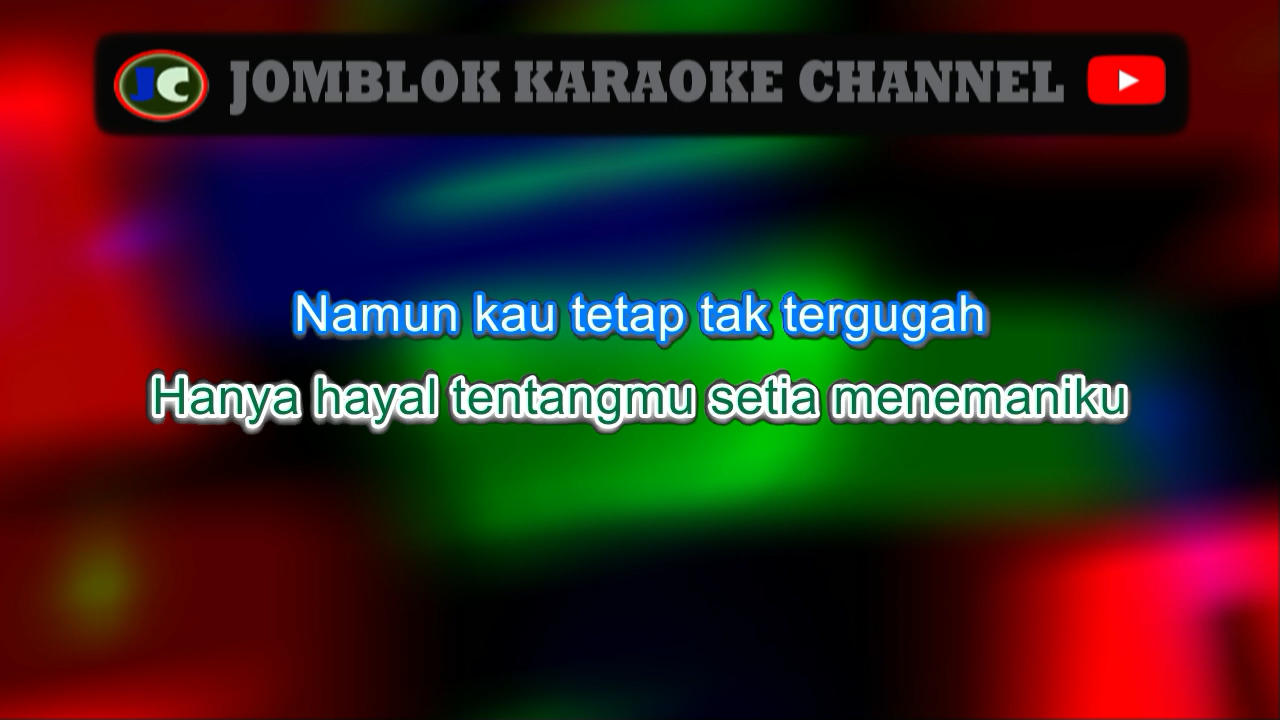 JC JOMBLOK KARAOKE CHANNEL
Namun kau tetap tak tergugah
Hanya hayal tentangmu setia menemaniku